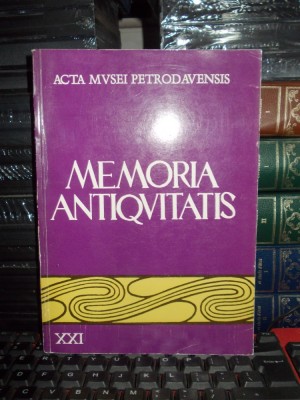 ACTA MVSEI PETRODAVENSIS
MEMORIA
ANTIQVITATIS
XXI